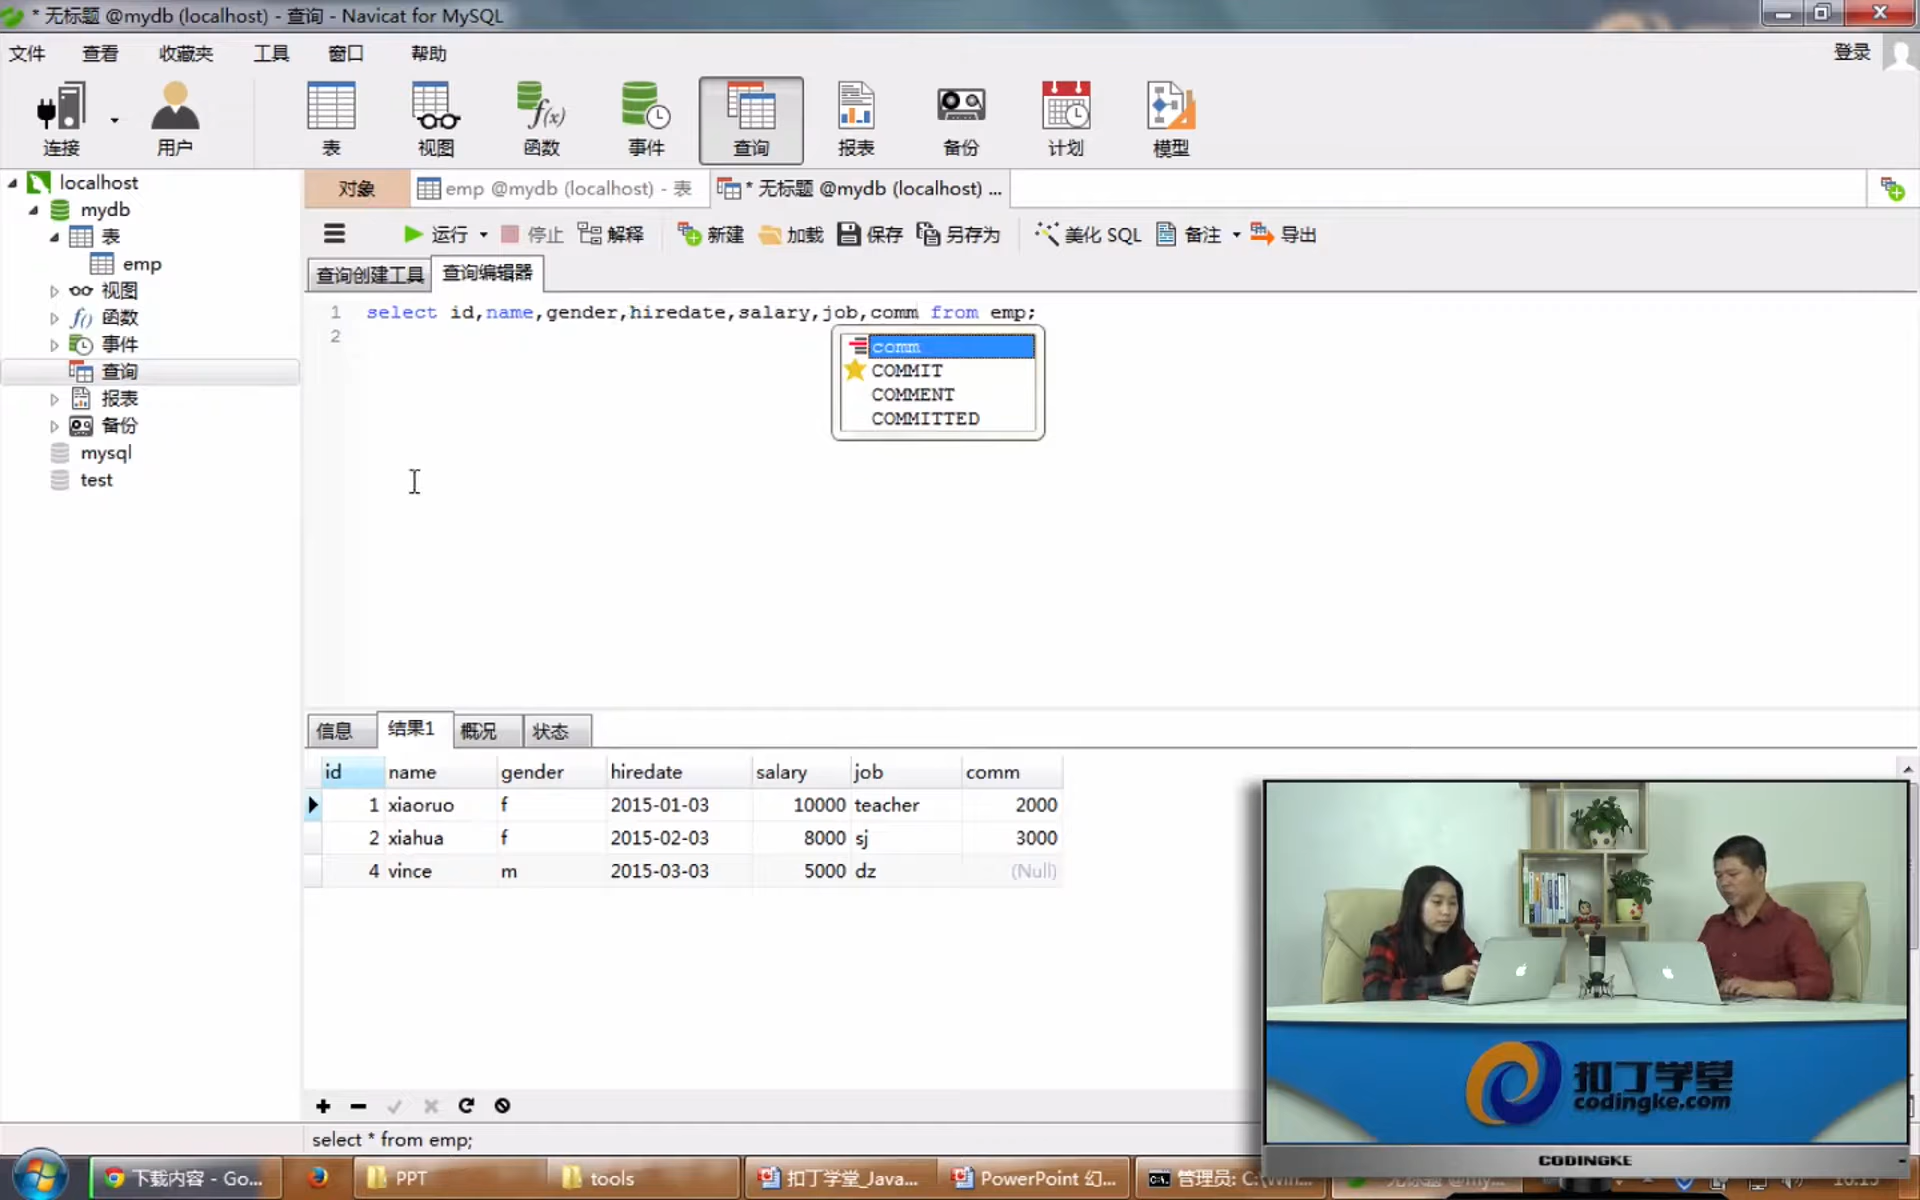 * 无标题 @mydb (localhost) - 查询 - Navicat for MySQL
文件 查看 收藏夹 工具 窗口 帮助 登录
连接 用户 表 视图 函数 事件 查询 报表 备份 计划 模型
localhost
mydb
表
emp
视图
函数
事件
查询
报表
备份
mysql
test
对象 emp @mydb (localhost) - 表 * 无标题 @mydb (localhost) ...
运行 停止 解释 新建 加载 保存 另存为 美化 SQL 备注 导出
查询创建工具 查询编辑器
1 select id,name,gender,hiredate,salary,job,comm from emp;
2
comm
COMMIT
COMMENT
COMMITTED
信息 结果1 概况 状态
id name gender hiredate salary job comm
1 xiaoruo f 2015-01-03 10000 teacher 2000
2 xiahua f 2015-02-03 8000 sj 3000
4 vince m 2015-03-03 5000 dz (Null)
select * from emp;
扣丁学堂
codingke.com
CODINGKE
下载内容 - Go... PPT tools 扣丁学堂_Java... PowerPoint 幻... 管理员: C:\Win...